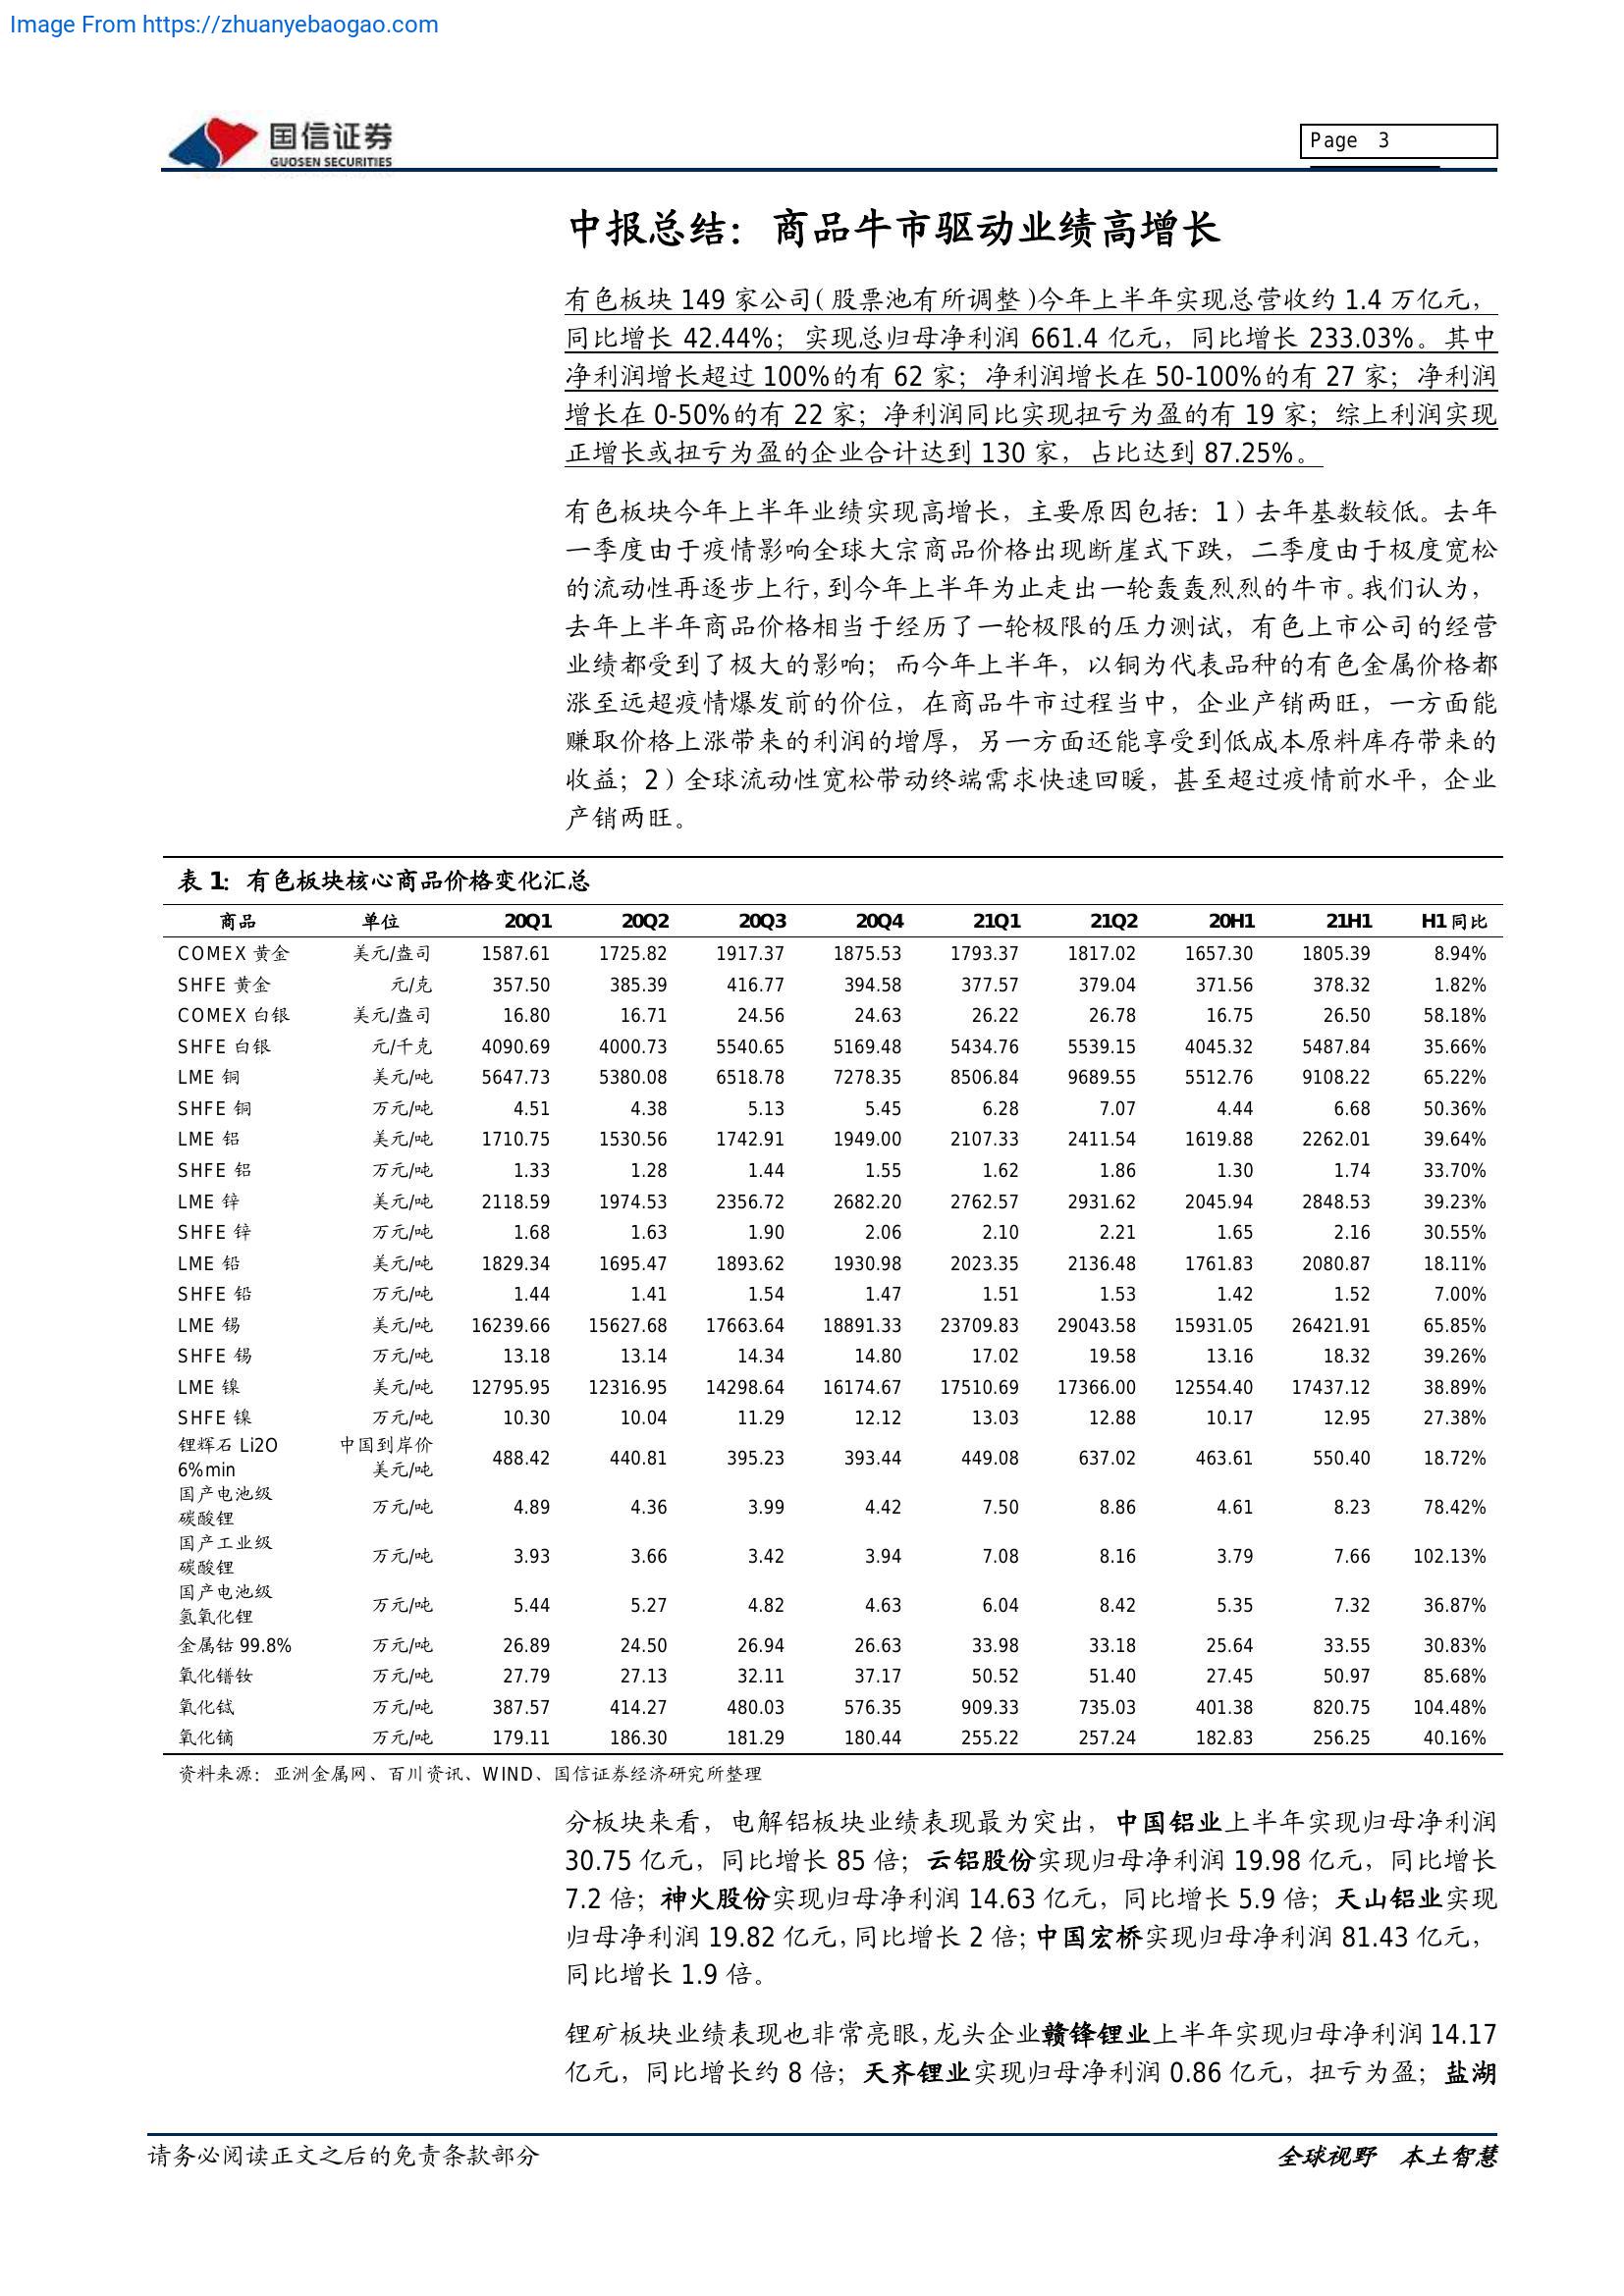 Image From https://zhuanyebaogao.com
国信证券
GUOSEN SECURITIES
Page 3
中报总结：商品牛市驱动业绩高增长
有色板块 149 家公司（股票池有所调整）今年上半年实现总营收约 1.4 万亿元，
同比增长 42.44%；实现总归母净利润 661.4 亿元，同比增长 233.03%。其中
净利润增长超过 100%的有 62 家；净利润增长在 50-100%的有 27 家；净利润
增长在 0-50%的有 22 家；净利润同比实现扭亏为盈的有 19 家；综上利润实现
正增长或扭亏为盈的企业合计达到 130 家，占比达到 87.25%。
有色板块今年上半年业绩实现高增长，主要原因包括：1）去年基数较低。去年
一季度由于疫情影响全球大宗商品价格出现断崖式下跌，二季度由于极度宽松
的流动性再逐步上行，到今年上半年为止走出一轮轰轰烈烈的牛市。我们认为，
去年上半年商品价格相当于经历了一轮极限的压力测试，有色上市公司的经营
业绩都受到了极大的影响；而今年上半年，以铜为代表品种的有色金属价格都
涨至远超疫情爆发前的价位，在商品牛市过程当中，企业产销两旺，一方面能
赚取价格上涨带来的利润的增厚，另一方面还能享受到低成本原料库存带来的
收益；2）全球流动性宽松带动终端需求快速回暖，甚至超过疫情前水平，企业
产销两旺。
表 1：有色板块核心商品价格变化汇总
商品 单位 20Q1 20Q2 20Q3 20Q4 21Q1 21Q2 20H1 21H1 H1 同比
COMEX 黄金 美元/盎司 1587.61 1725.82 1917.37 1875.53 1793.37 1817.02 1657.30 1805.39 8.94%
SHFE 黄金 元/克 357.50 385.39 416.77 394.58 377.57 379.04 371.56 378.32 1.82%
COMEX 白银 美元/盎司 16.80 16.71 24.56 24.63 26.22 26.78 16.75 26.50 58.18%
SHFE 白银 元/千克 4090.69 4000.73 5540.65 5169.48 5434.76 5539.15 4045.32 5487.84 35.66%
LME 铜 美元/吨 5647.73 5380.08 6518.78 7278.35 8506.84 9689.55 5512.76 9108.22 65.22%
SHFE 铜 万元/吨 4.51 4.38 5.13 5.45 6.28 7.07 4.44 6.68 50.36%
LME 铝 美元/吨 1710.75 1530.56 1742.91 1949.00 2107.33 2411.54 1619.88 2262.01 39.64%
SHFE 铝 万元/吨 1.33 1.28 1.44 1.55 1.62 1.86 1.30 1.74 33.70%
LME 锌 美元/吨 2118.59 1974.53 2356.72 2682.20 2762.57 2931.62 2045.94 2848.53 39.23%
SHFE 锌 万元/吨 1.68 1.63 1.90 2.06 2.10 2.21 1.65 2.16 30.55%
LME 铅 美元/吨 1829.34 1695.47 1893.62 1930.98 2023.35 2136.48 1761.83 2080.87 18.11%
SHFE 铅 万元/吨 1.44 1.41 1.54 1.47 1.51 1.53 1.42 1.52 7.00%
LME 锡 美元/吨 16239.66 15627.68 17663.64 18891.33 23709.83 29043.58 15931.05 26421.91 65.85%
SHFE 锡 万元/吨 13.18 13.14 14.34 14.80 17.02 19.58 13.16 18.32 39.26%
LME 镍 美元/吨 12795.95 12316.95 14298.64 16174.67 17510.69 17366.00 12554.40 17437.12 38.89%
SHFE 镍 万元/吨 10.30 10.04 11.29 12.12 13.03 12.88 10.17 12.95 27.38%
锂辉石 Li2O 中国到岸价
6%min 美元/吨 488.42 440.81 395.23 393.44 449.08 637.02 463.61 550.40 18.72%
国产电池级
碳酸锂 万元/吨 4.89 4.36 3.99 4.42 7.50 8.86 4.61 8.23 78.42%
国产工业级
碳酸锂 万元/吨 3.93 3.66 3.42 3.94 7.08 8.16 3.79 7.66 102.13%
国产电池级
氢氧化锂 万元/吨 5.44 5.27 4.82 4.63 6.04 8.42 5.35 7.32 36.87%
金属钴 99.8% 万元/吨 26.89 24.50 26.94 26.63 33.98 33.18 25.64 33.55 30.83%
氧化镨钕 万元/吨 27.79 27.13 32.11 37.17 50.52 51.40 27.45 50.97 85.68%
氧化铽 万元/吨 387.57 414.27 480.03 576.35 909.33 735.03 401.38 820.75 104.48%
氧化镝 万元/吨 179.11 186.30 181.29 180.44 255.22 257.24 182.83 256.25 40.16%
资料来源：亚洲金属网、百川资讯、WIND、国信证券经济研究所整理
分板块来看，电解铝板块业绩表现最为突出，中国铝业上半年实现归母净利润
30.75 亿元，同比增长 85 倍；云铝股份实现归母净利润 19.98 亿元，同比增长
7.2 倍；神火股份实现归母净利润 14.63 亿元，同比增长 5.9 倍；天山铝业实现
归母净利润 19.82 亿元，同比增长 2 倍；中国宏桥实现归母净利润 81.43 亿元，
同比增长 1.9 倍。
锂矿板块业绩表现也非常亮眼，龙头企业赣锋锂业上半年实现归母净利润 14.17
亿元，同比增长约 8 倍；天齐锂业实现归母净利润 0.86 亿元，扭亏为盈；盐湖
请务必阅读正文之后的免责条款部分
全球视野 本土智慧